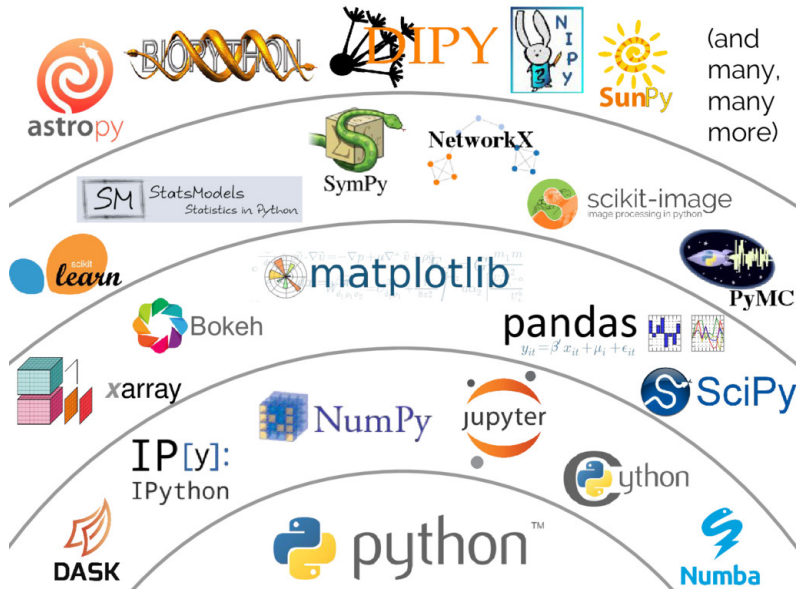 BIOPYTHON
DIPY
NIPY
SunPy
(and
many,
many
more)
astropy
SymPy
NetworkX
SM StatsModels
Statistics in Python
scikit-image
image processing in python
scikit
learn
matplotlib
PyMC
Bokeh
pandas
xarray
SciPy
NumPy
jupyter
IP[y]:
IPython
Cython
DASK
python™
Numba